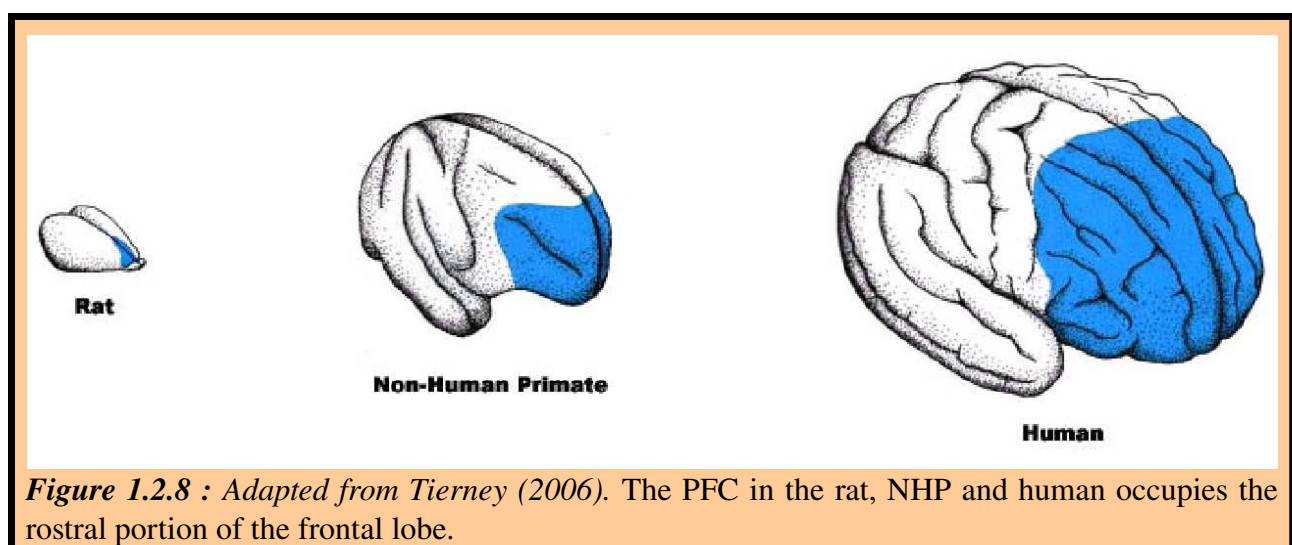 Rat
Non-Human Primate
Human
Figure 1.2.8 : Adapted from Tierney (2006). The PFC in the rat, NHP and human occupies the
rostral portion of the frontal lobe.